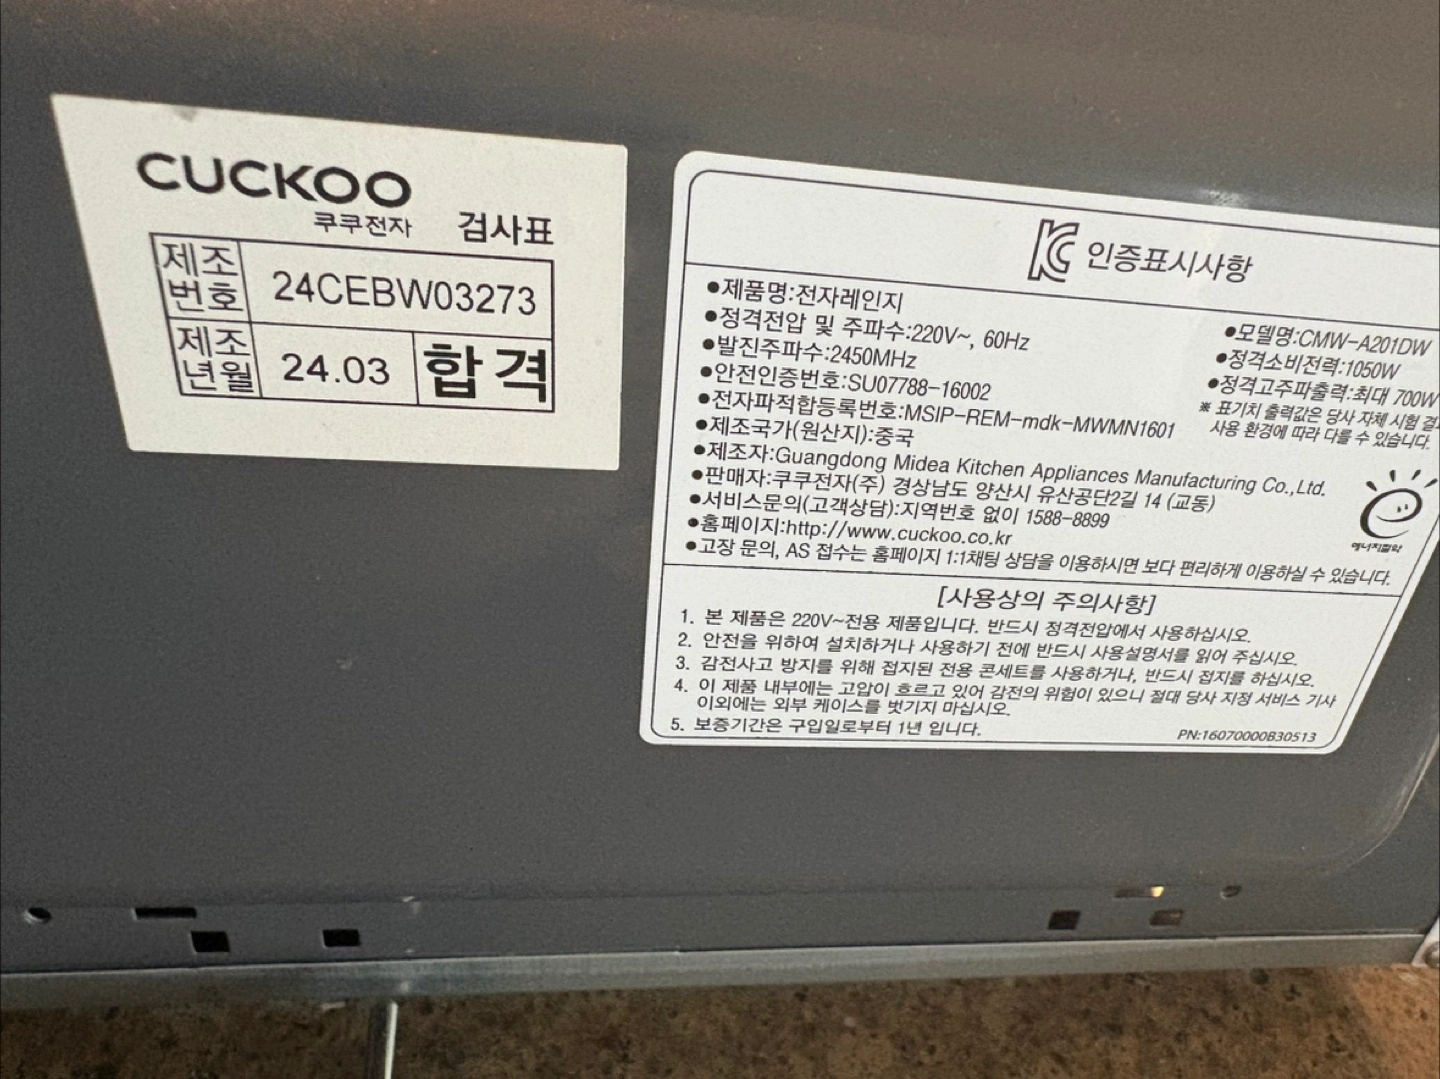 CUCKOO
쿠쿠전자 검사표
제조번호 24CEBW03273
제조년월 24.03 합격
KC 인증표시사항
●제품명:전자레인지
●정격전압 및 주파수:220V~, 60Hz
●발진주파수:2450MHz
●안전인증번호:SU07788-16002
●전자파적합등록번호:MSIP-REM-mdk-MWMN1601
●모델명:CMW-A201DW
●정격소비전력:1050W
●정격고주파출력:최대 700W
※ 표기치 출력값은 당사 자체 시험
사용 환경에 따라 다를 수 있습니다.
●제조국가(원산지):중국
●제조자:Guangdong Midea Kitchen Appliances Manufacturing Co.,Ltd.
●판매자:쿠쿠전자(주) 경상남도 양산시 유산공단2길 14 (교동)
●서비스문의(고객상담):지역번호 없이 1588-8899
●홈페이지:http://www.cuckoo.co.kr
●고장 문의, AS 접수는 홈페이지 1:1채팅 상담을 이용하시면 보다 편리하게 이용하실 수 있습니다.
에너지절약
[사용상의 주의사항]
1. 본 제품은 220V~전용 제품입니다. 반드시 정격전압에서 사용하십시오.
2. 안전을 위하여 설치하거나 사용하기 전에 반드시 사용설명서를 읽어 주십시오.
3. 감전사고 방지를 위해 접지된 전용 콘세트를 사용하거나, 반드시 접지를 하십시오.
4. 이 제품 내부에는 고압이 흐르고 있어 감전의 위험이 있으니 절대 당사 지정 서비스 기사
이외에는 외부 케이스를 벗기지 마십시오.
5. 보증기간은 구입일로부터 1년 입니다.
PN:16070000B30513